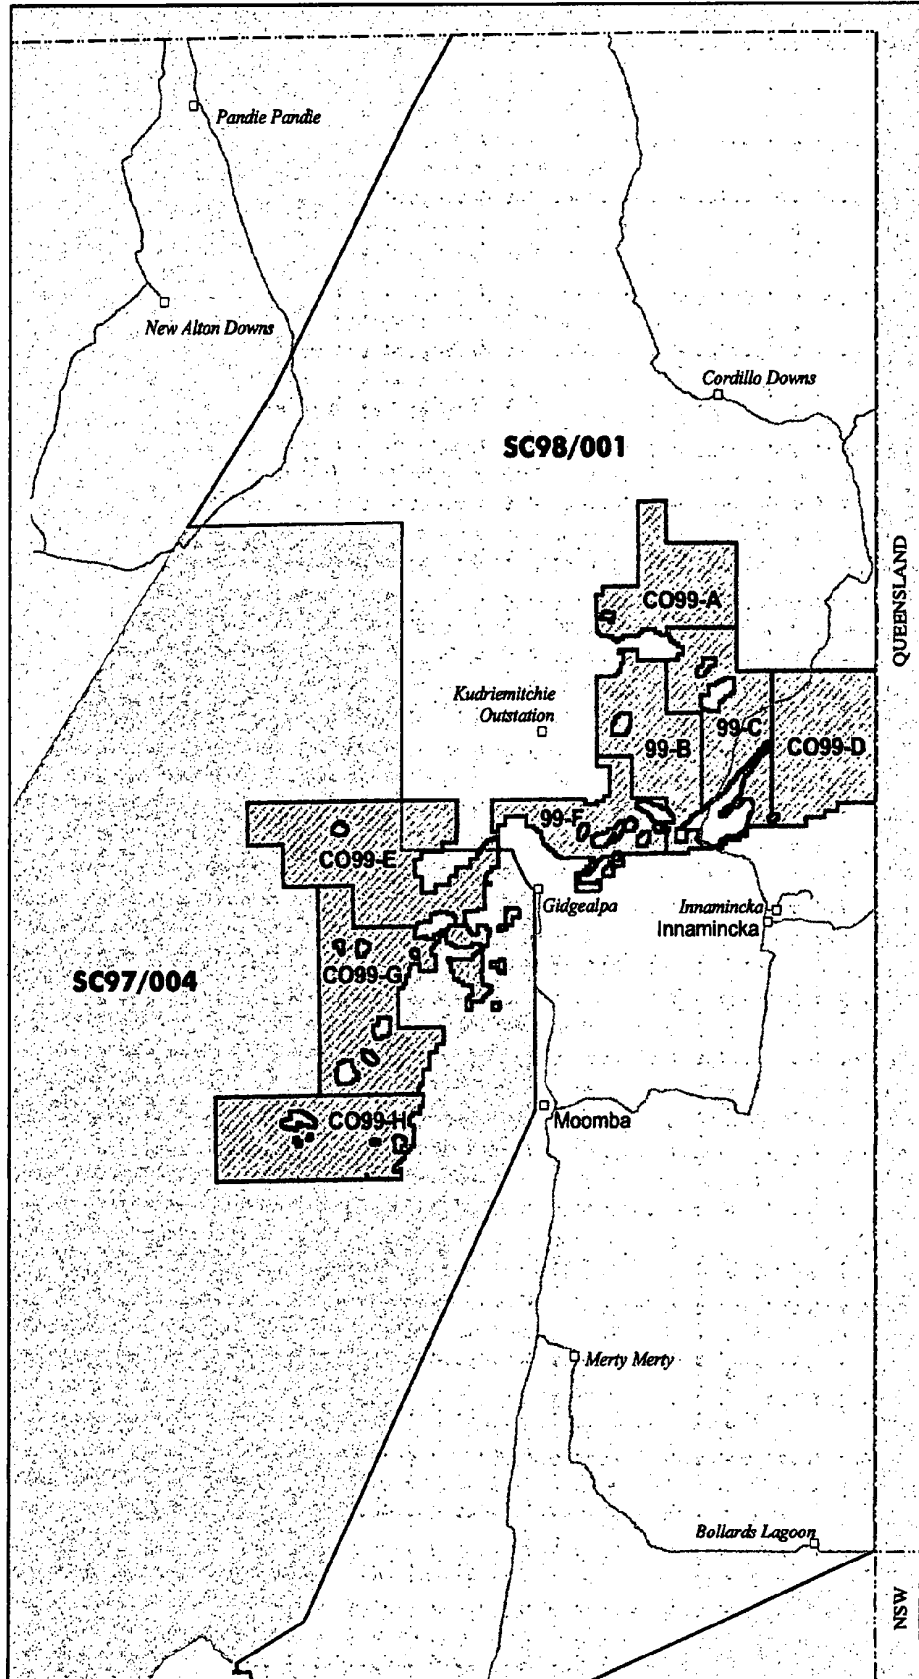 Pandie Pandie
New Alton Downs
Cordillo Downs
SC98/001
QUEENSLAND
CO99-A
Kudriemitchie
Outstation
99-B
99-C
CO99-D
99-F
CO99-E
Gidgealpa
Innamincka
Innamincka
SC97/004
CO99-G
CO99-H
Moomba
Merty Merty
Bollards Lagoon
NSW